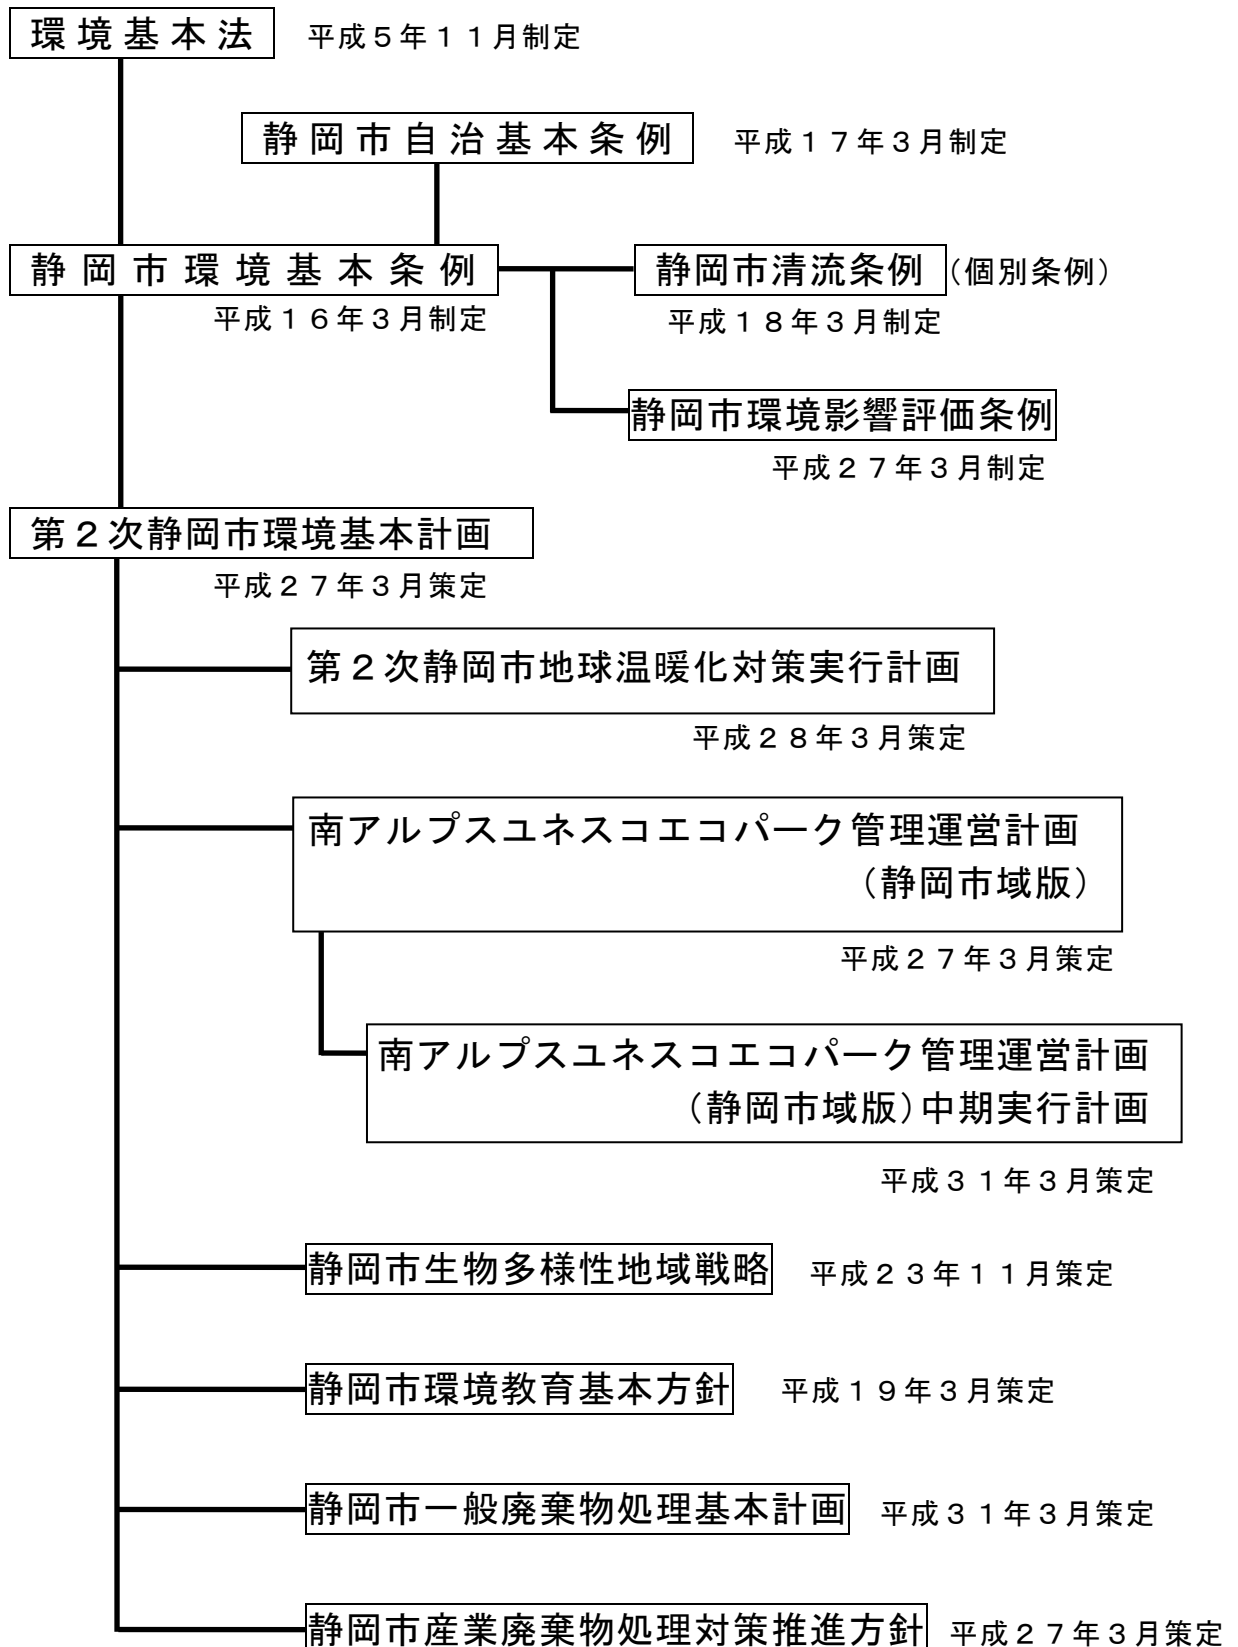 環境基本法 平成５年１１月制定
静岡市自治基本条例 平成１７年３月制定
静岡市環境基本条例 静岡市清流条例 （個別条例）
平成１６年３月制定 平成１８年３月制定
静岡市環境影響評価条例
平成２７年３月制定
第２次静岡市環境基本計画
平成２７年３月策定
第２次静岡市地球温暖化対策実行計画
平成２８年３月策定
南アルプスユネスコエコパーク管理運営計画
（静岡市域版）
平成２７年３月策定
南アルプスユネスコエコパーク管理運営計画
（静岡市域版）中期実行計画
平成３１年３月策定
静岡市生物多様性地域戦略 平成２３年１１月策定
静岡市環境教育基本方針 平成１９年３月策定
静岡市一般廃棄物処理基本計画 平成３１年３月策定
静岡市産業廃棄物処理対策推進方針 平成２７年３月策定